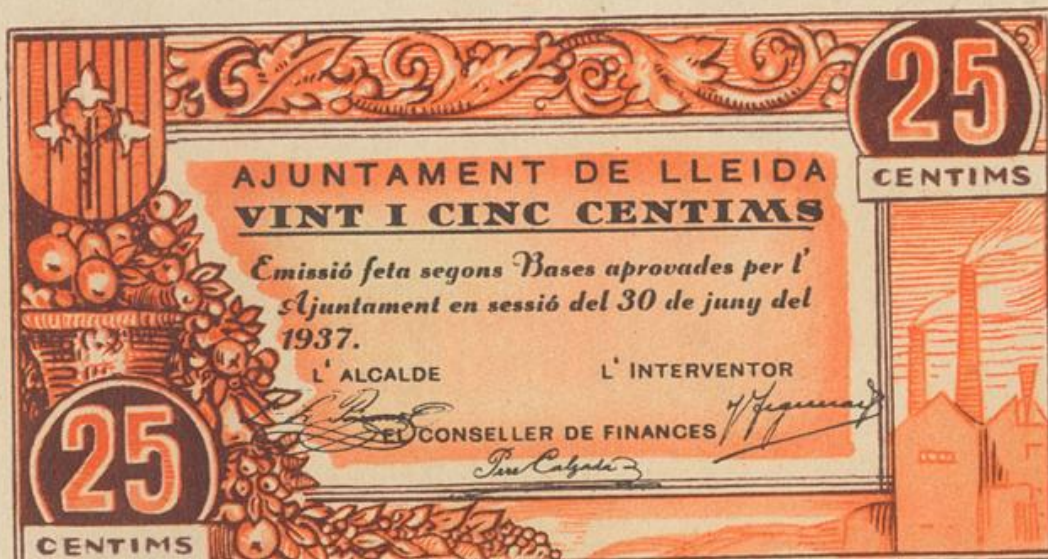 25
CENTIMS
AJUNTAMENT DE LLEIDA
VINT I CINC CENTIMS
Emissió feta segons Bases aprovades per l'
Ajuntament en sessió del 30 de juny del
1937.
L' ALCALDE L' INTERVENTOR
EL CONSELLER DE FINANCES
Pere Calzada
25
CENTIMS